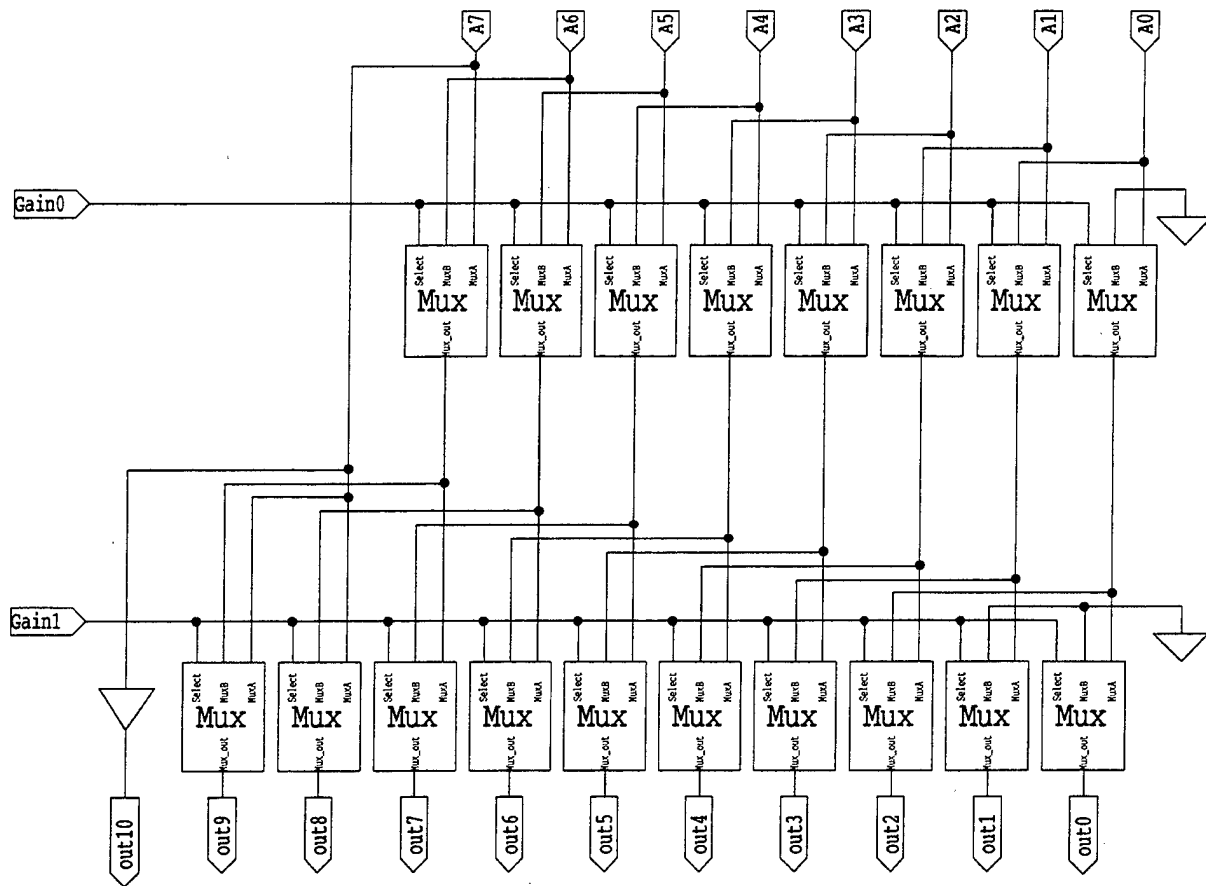 A7 A6 A5 A4 A3 A2 A1 A0
Gain0
Select MuxB MuxA Select MuxB MuxA Select MuxB MuxA Select MuxB MuxA Select MuxB MuxA Select MuxB MuxA Select MuxB MuxA Select MuxB MuxA
Mux Mux Mux Mux Mux Mux Mux Mux
Mux_out Mux_out Mux_out Mux_out Mux_out Mux_out Mux_out Mux_out
Gain1
Select MuxB MuxA Select MuxB MuxA Select MuxB MuxA Select MuxB MuxA Select MuxB MuxA Select MuxB MuxA Select MuxB MuxA Select MuxB MuxA Select MuxB MuxA Select MuxB MuxA
Mux Mux Mux Mux Mux Mux Mux Mux Mux Mux
Mux_out Mux_out Mux_out Mux_out Mux_out Mux_out Mux_out Mux_out Mux_out Mux_out
out10 out9 out8 out7 out6 out5 out4 out3 out2 out1 out0